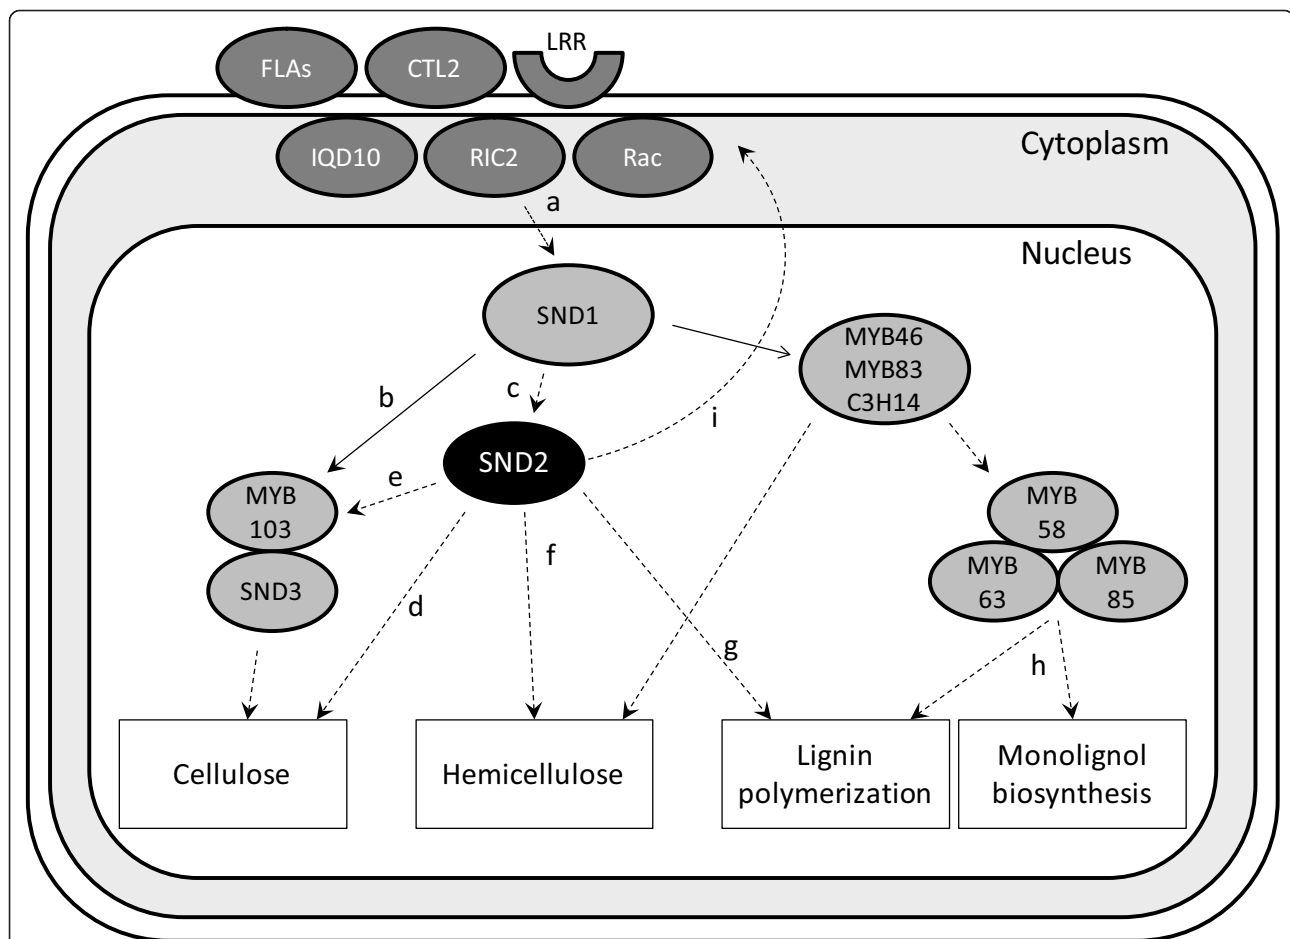 LRR
FLAs
CTL2
Cytoplasm
IQD10
RIC2
Rac
a
Nucleus
SND1
MYB46
MYB83
C3H14
b
c
i
SND2
e
MYB
103
MYB
58
f
SND3
d
MYB
63
MYB
85
g
h
Cellulose
Hemicellulose
Lignin
polymerization
Monolignol
biosynthesis